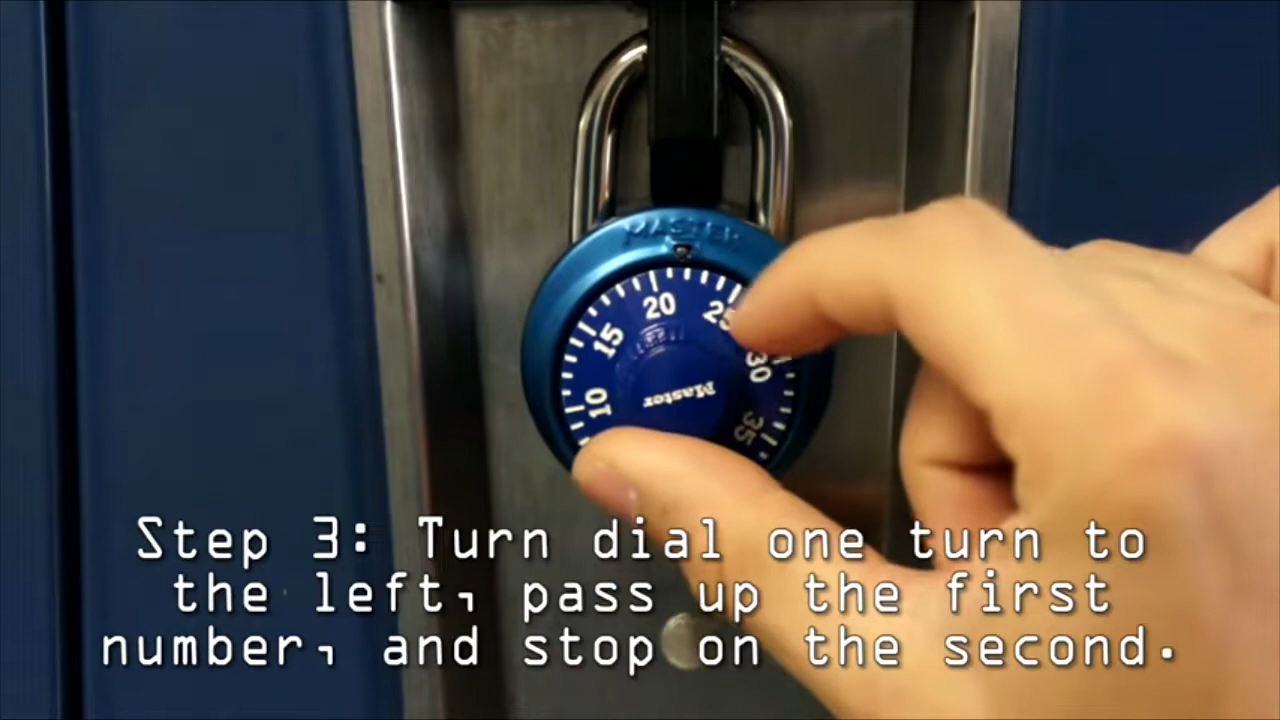 MASTER
20
25
15
30
10
Master
35
Step 3: Turn dial one turn to
the left, pass up the first
number, and stop on the second.